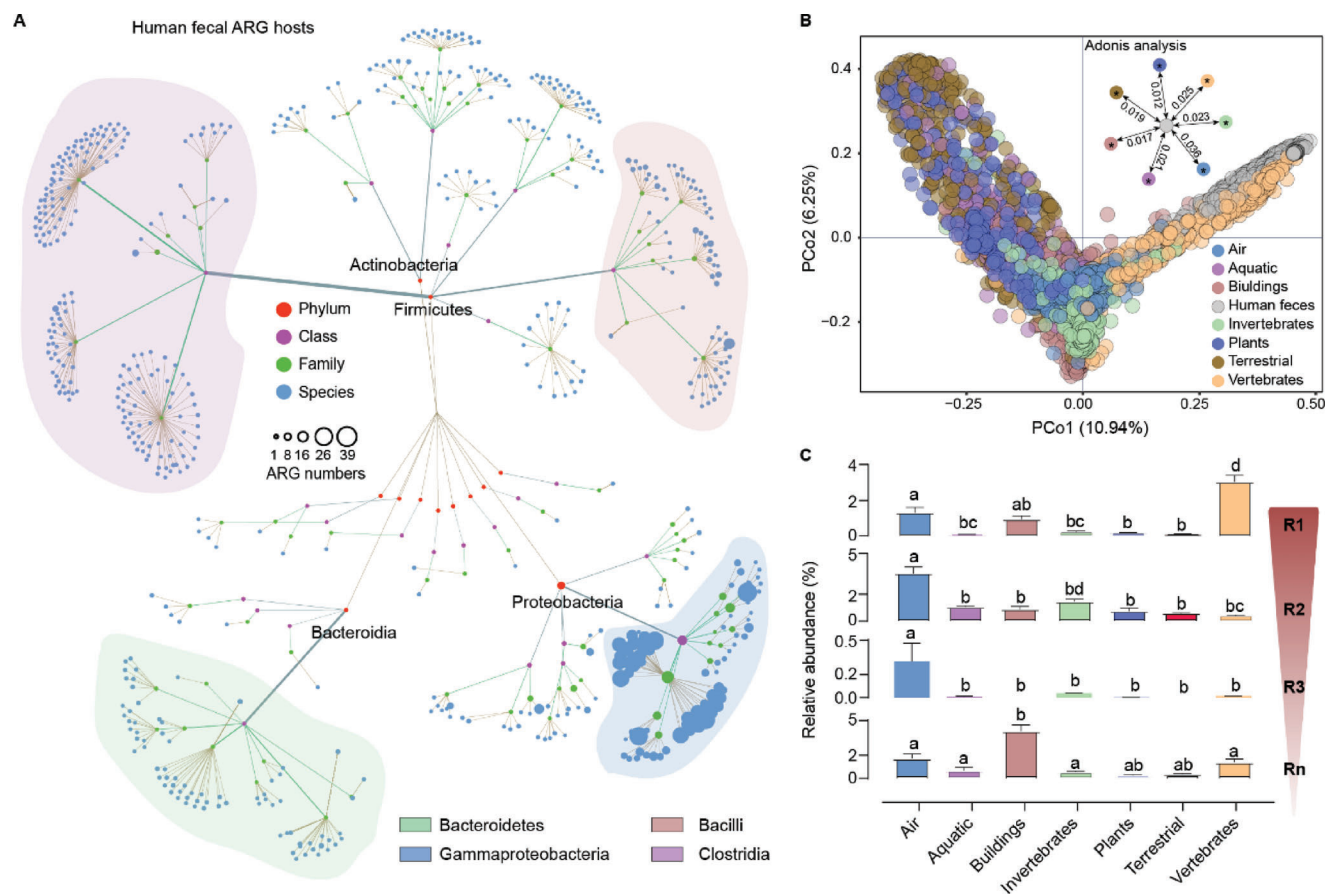 A
Human fecal ARG hosts
Actinobacteria
Firmicutes
Phylum
Class
Family
Species
1 8 16 26 39
ARG numbers
Proteobacteria
Bacteroidia
Bacteroidetes
Gammaproteobacteria
Bacilli
Clostridia
B
Adonis analysis
0.012
0.025
0.019
0.023
0.017
0.036
0.021
* * * * * * *
PCo2 (6.25%)
0.4
0.2
0.0
−0.2
−0.25
0.00
0.25
0.50
PCo1 (10.94%)
Air
Aquatic
Biuldings
Human feces
Invertebrates
Plants
Terrestrial
Vertebrates
C
Relative abundance (%)
4
2
0
a bc ab bc b b d
R1
5
2
0
a b b bd b b bc
R2
0.5
0.2
0.0
a b b b b b b
R3
5
2
0
a a b a ab ab a
Rn
Air
Aquatic
Buildings
Invertebrates
Plants
Terrestrial
Vertebrates